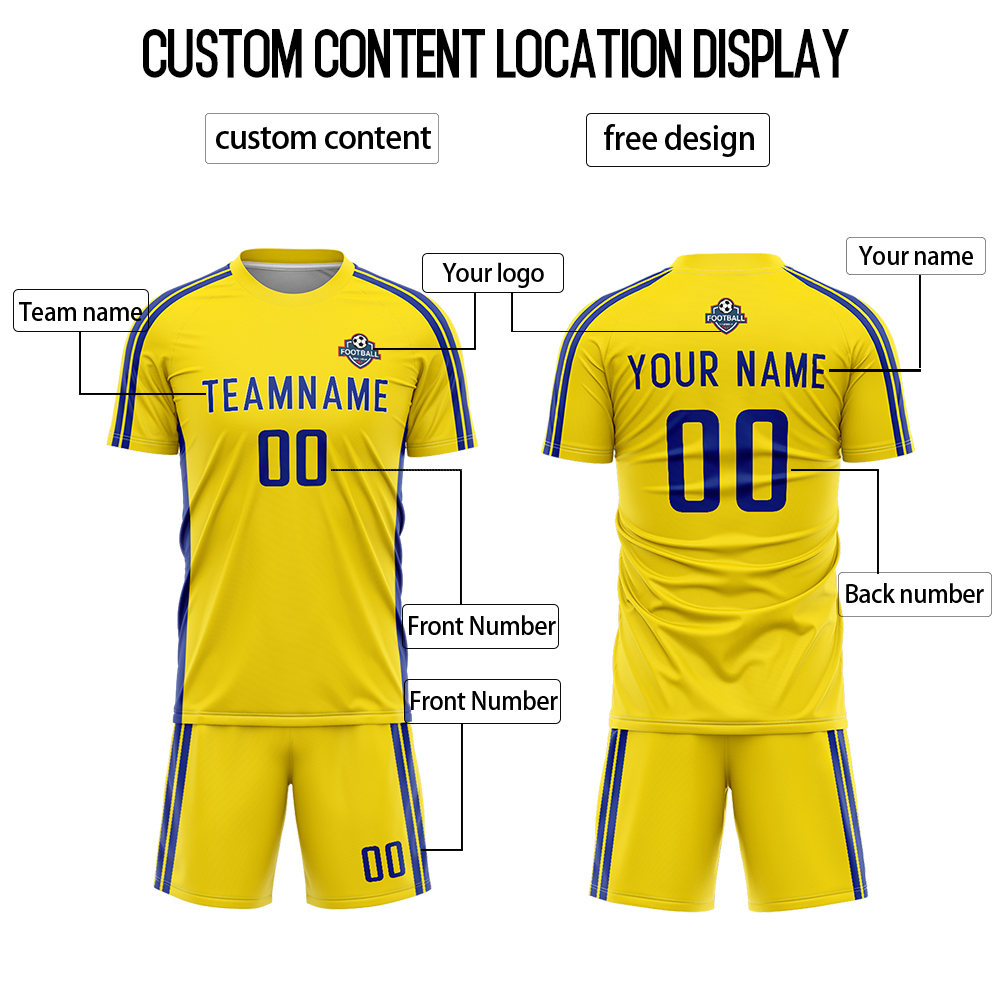 CUSTOM CONTENT LOCATION DISPLAY
custom content
free design
Your name
Your logo
Team name
FOOTBALL
FOOTBALL
YOUR NAME
TEAMNAME
00
00
Back number
Front Number
Front Number
00